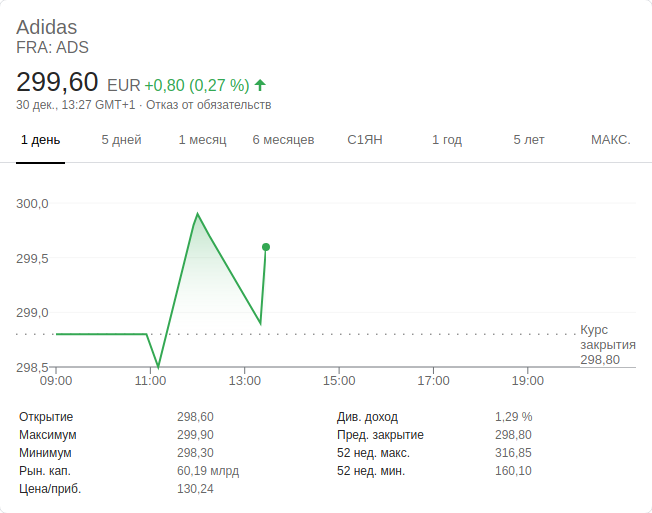 Adidas
FRA: ADS
299,60 EUR +0,80 (0,27 %)
30 дек., 13:27 GMT+1 · Отказ от обязательств
1 день 5 дней 1 месяц 6 месяцев С1ЯН 1 год 5 лет МАКС.
300,0
299,5
299,0
Курс
закрытия
298,80
298,5
09:00 11:00 13:00 15:00 17:00 19:00
Открытие 298,60 Див. доход 1,29 %
Максимум 299,90 Пред. закрытие 298,80
Минимум 298,30 52 нед. макс. 316,85
Рын. кап. 60,19 млрд 52 нед. мин. 160,10
Цена/приб. 130,24